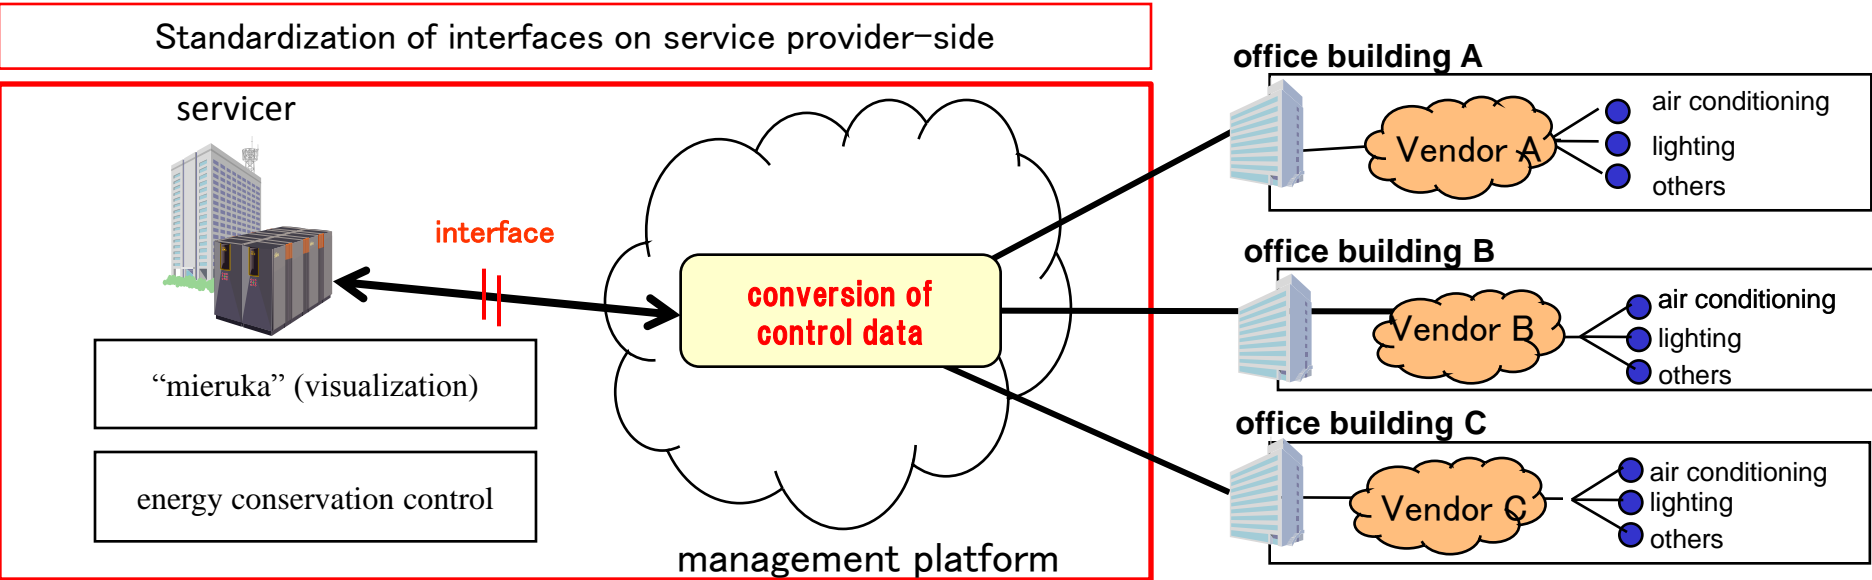 Standardization of interfaces on service provider-side
servicer
interface
“mieruka” (visualization)
energy conservation control
conversion of
control data
management platform
office building A
Vendor A
air conditioning
lighting
others
office building B
Vendor B
air conditioning
lighting
others
office building C
Vendor C
air conditioning
lighting
others